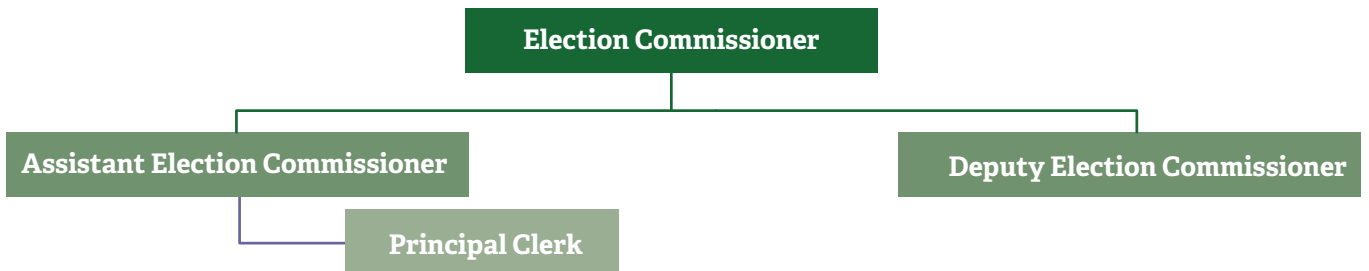 Election Commissioner
Assistant Election Commissioner
Deputy Election Commissioner
Principal Clerk